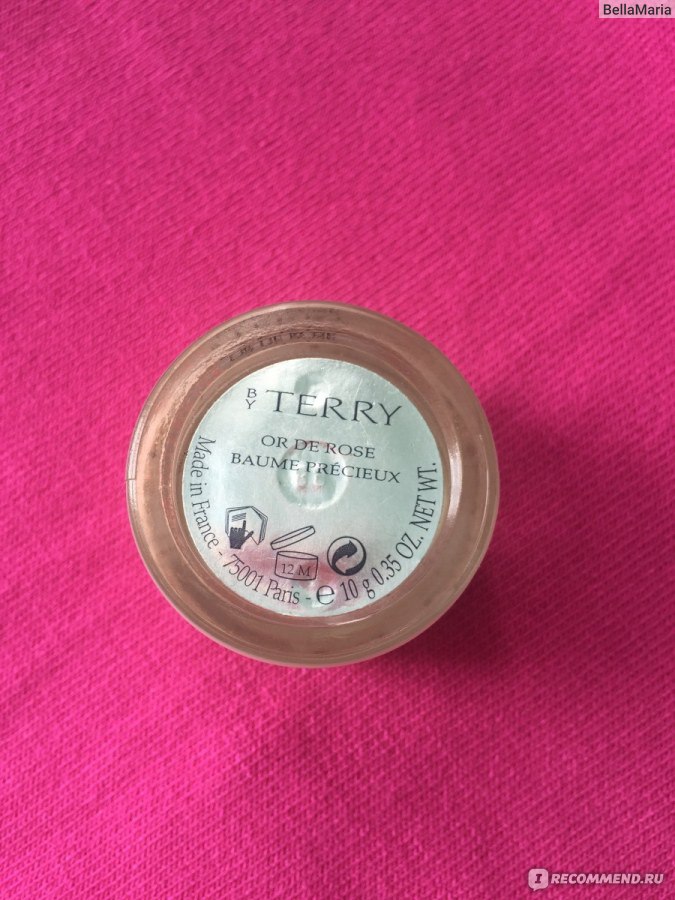 BellaMaria
BY TERRY
OR DE ROSE
BAUME PRÉCIEUX
12 M
Made in France - 75001 Paris - e 10 g 0.35 OZ. NET WT.
IRECOMMEND.RU